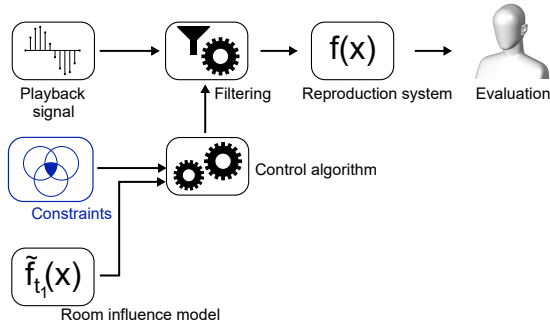 f(x)
Playback
signal
Filtering
Reproduction system
Evaluation
Control algorithm
Constraints
f̃ₜ₁(x)
Room influence model